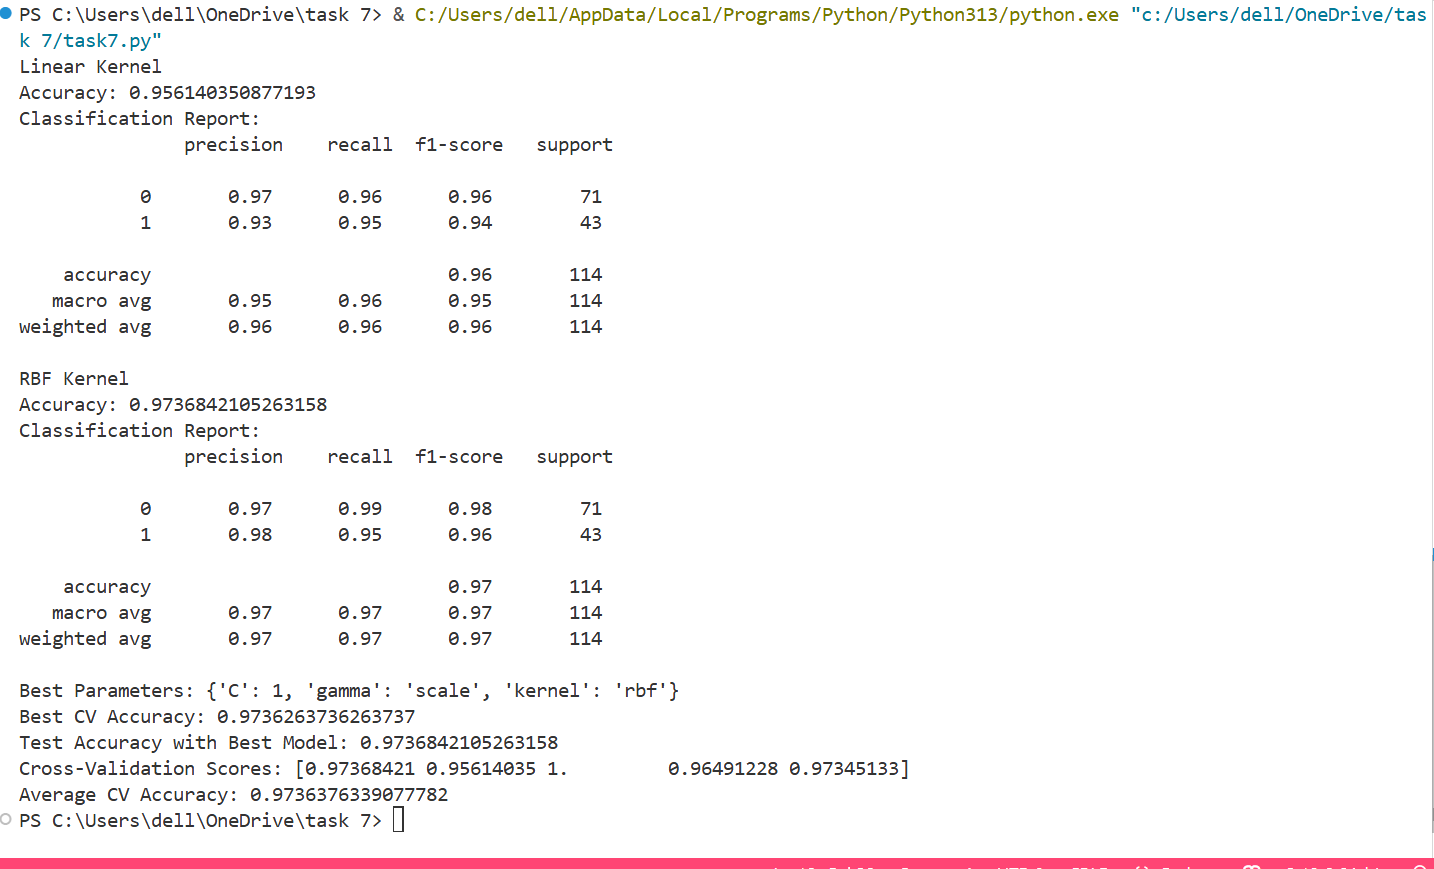 PS C:\Users\dell\OneDrive\task 7> & C:/Users/dell/AppData/Local/Programs/Python/Python313/python.exe "c:/Users/dell/OneDrive/tas
k 7/task7.py"
Linear Kernel
Accuracy: 0.956140350877193
Classification Report:
              precision    recall  f1-score   support

           0       0.97      0.96      0.96        71
           1       0.93      0.95      0.94        43

    accuracy                           0.96       114
   macro avg       0.95      0.96      0.95       114
weighted avg       0.96      0.96      0.96       114

RBF Kernel
Accuracy: 0.9736842105263158
Classification Report:
              precision    recall  f1-score   support

           0       0.97      0.99      0.98        71
           1       0.98      0.95      0.96        43

    accuracy                           0.97       114
   macro avg       0.97      0.97      0.97       114
weighted avg       0.97      0.97      0.97       114

Best Parameters: {'C': 1, 'gamma': 'scale', 'kernel': 'rbf'}
Best CV Accuracy: 0.9736263736263737
Test Accuracy with Best Model: 0.9736842105263158
Cross-Validation Scores: [0.97368421 0.95614035 1.         0.96491228 0.97345133]
Average CV Accuracy: 0.9736376339077782
PS C:\Users\dell\OneDrive\task 7>